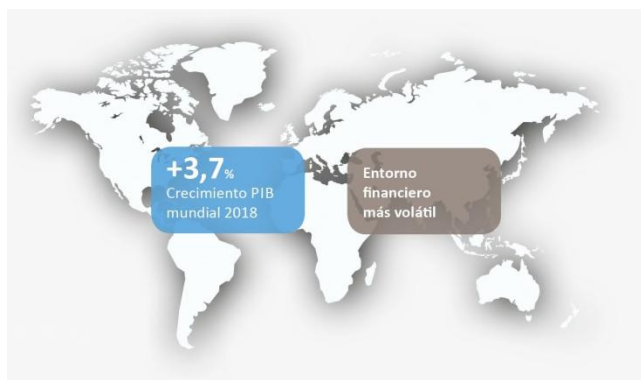 +3,7%
Crecimiento PIB
mundial 2018
Entorno
financiero
más volátil